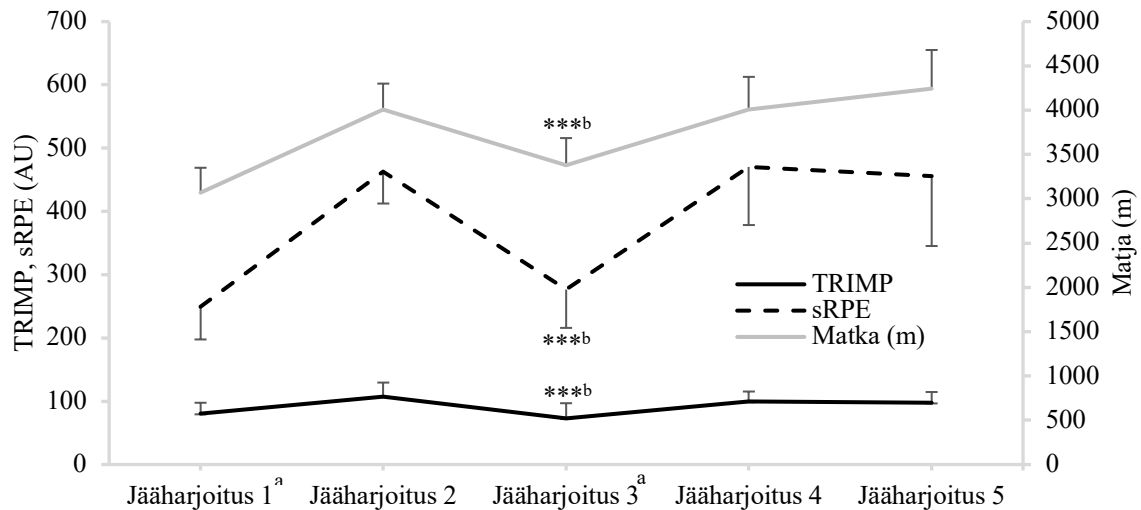 TRIMP, sRPE (AU)
700
600
500
400
300
200
100
0
***ᵇ
***ᵇ
***ᵇ
TRIMP
sRPE
Matka (m)
5000
4500
4000
3500
3000
2500
2000
1500
1000
500
0
Matja (m)
Jääharjoitus 1ᵃ Jääharjoitus 2 Jääharjoitus 3ᵃ Jääharjoitus 4 Jääharjoitus 5